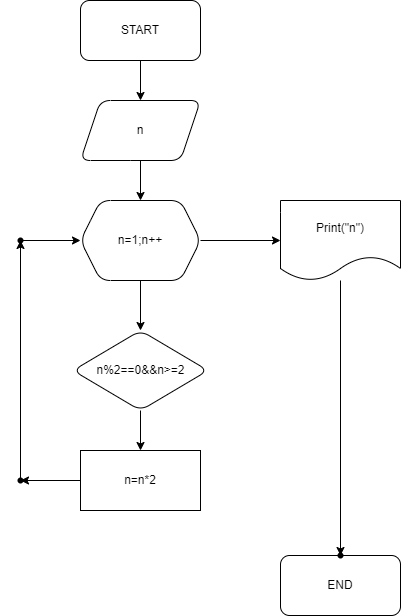 START
n
n=1;n++
Print("n")
n%2==0&&n>=2
n=n*2
END